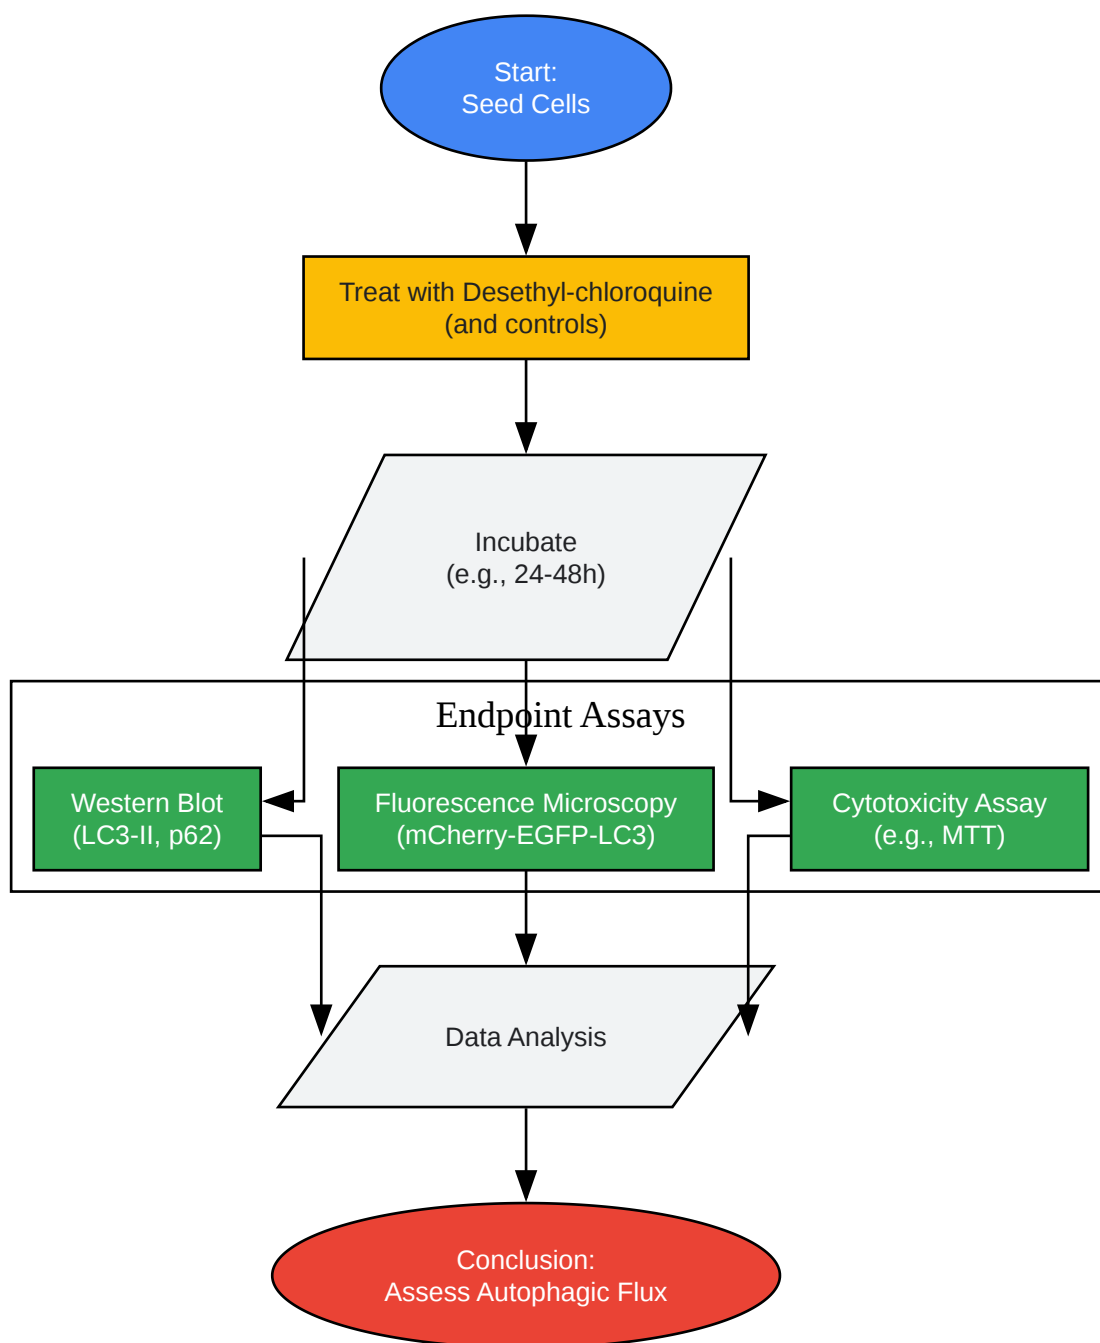 Start:
Seed Cells
Treat with Desethyl-chloroquine
(and controls)
Incubate
(e.g., 24-48h)
Endpoint Assays
Western Blot
(LC3-II, p62)
Fluorescence Microscopy
(mCherry-EGFP-LC3)
Cytotoxicity Assay
(e.g., MTT)
Data Analysis
Conclusion:
Assess Autophagic Flux